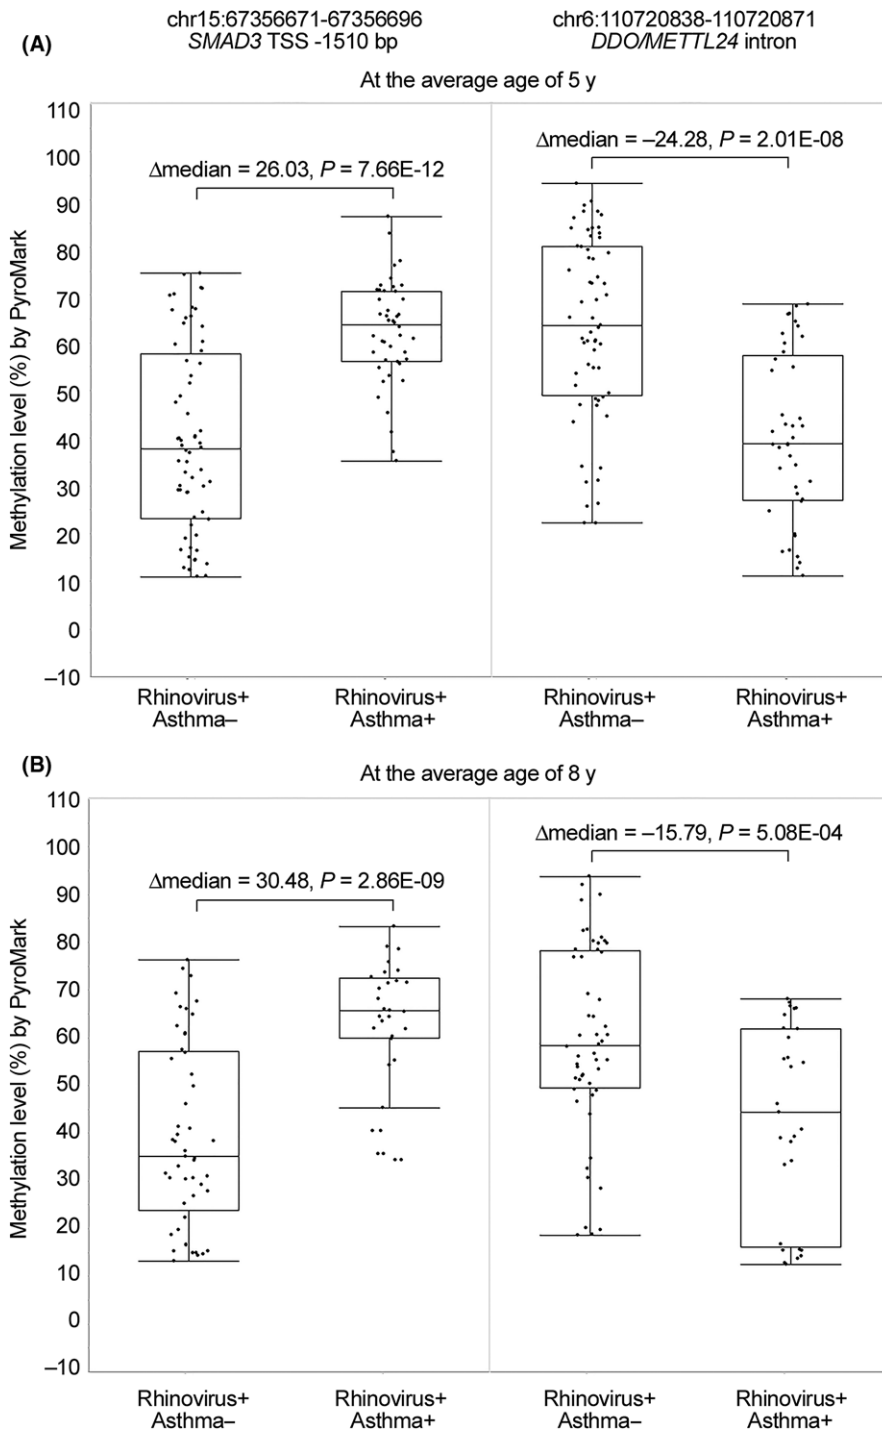 (A)
chr15:67356671-67356696
SMAD3 TSS -1510 bp
chr6:110720838-110720871
DDO/METTL24 intron
At the average age of 5 y
Methylation level (%) by PyroMark
110
100
90
80
70
60
50
40
30
20
10
0
–10
Δmedian = 26.03, P = 7.66E-12
Δmedian = –24.28, P = 2.01E-08
Rhinovirus+
Asthma–
Rhinovirus+
Asthma+
Rhinovirus+
Asthma–
Rhinovirus+
Asthma+
(B)
At the average age of 8 y
Methylation level (%) by PyroMark
110
100
90
80
70
60
50
40
30
20
10
0
–10
Δmedian = 30.48, P = 2.86E-09
Δmedian = –15.79, P = 5.08E-04
Rhinovirus+
Asthma–
Rhinovirus+
Asthma+
Rhinovirus+
Asthma–
Rhinovirus+
Asthma+